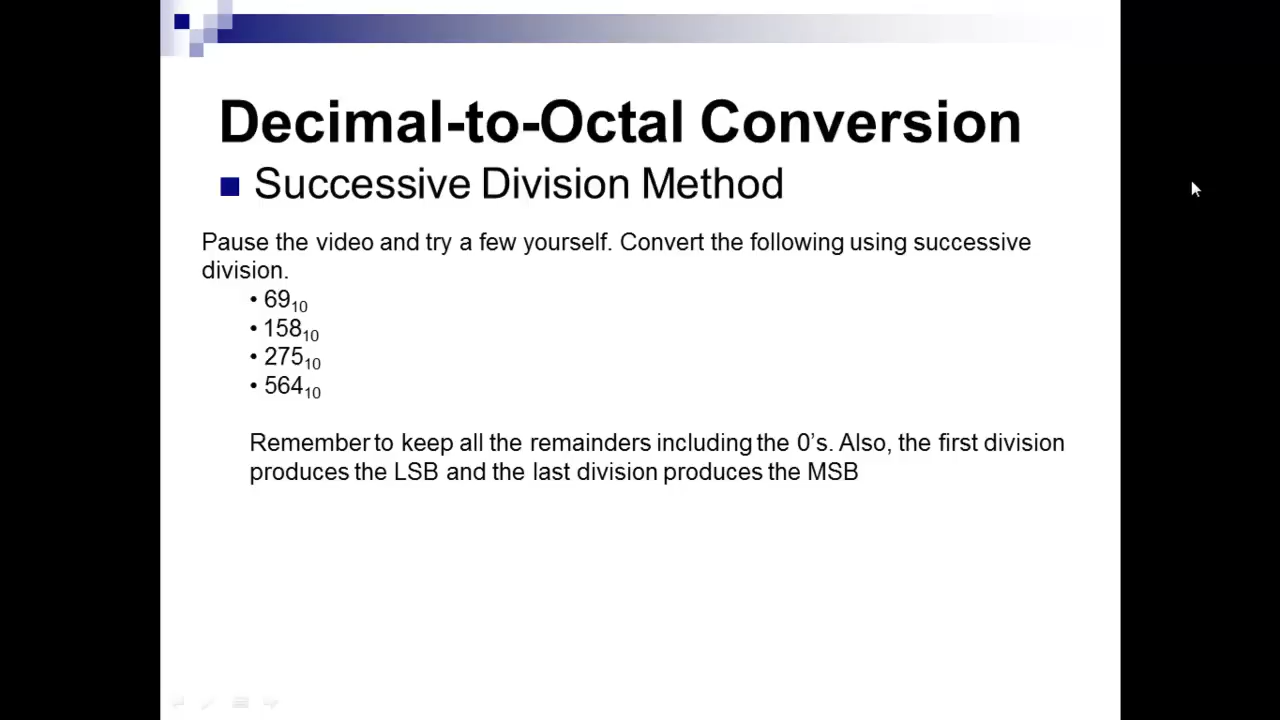 Decimal-to-Octal Conversion
Successive Division Method
Pause the video and try a few yourself. Convert the following using successive
division.
• 69₁₀
• 158₁₀
• 275₁₀
• 564₁₀
Remember to keep all the remainders including the 0’s. Also, the first division
produces the LSB and the last division produces the MSB